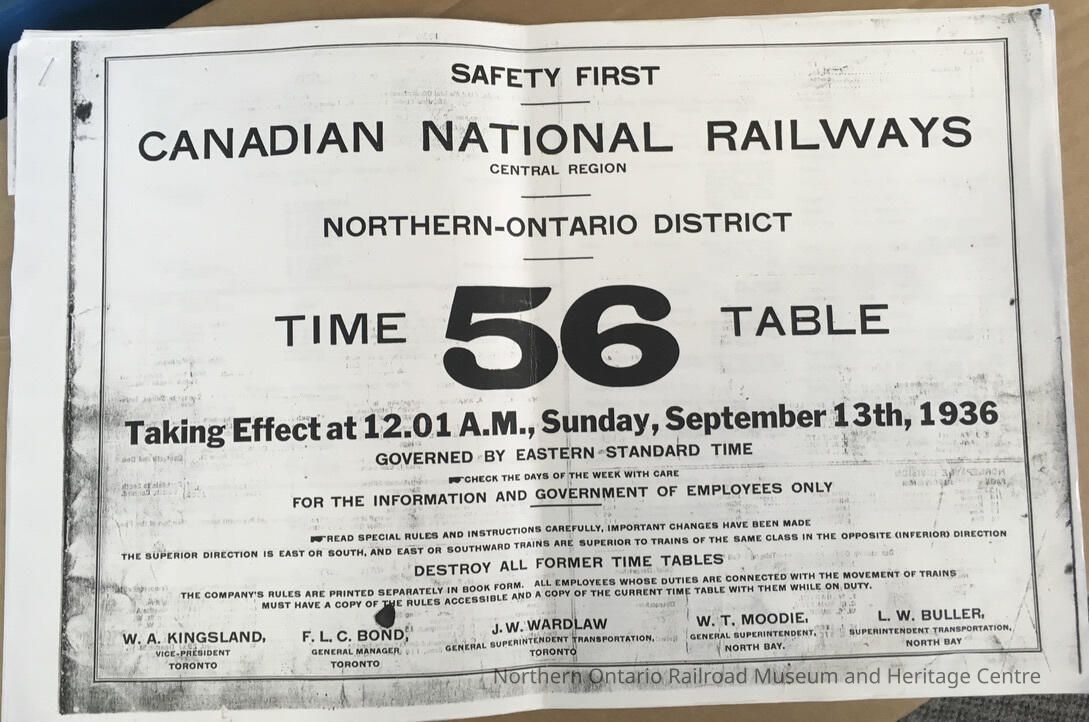 SAFETY FIRST
CANADIAN NATIONAL RAILWAYS
CENTRAL REGION
NORTHERN-ONTARIO DISTRICT
TIME 56 TABLE
Taking Effect at 12.01 A.M., Sunday, September 13th, 1936
GOVERNED BY EASTERN STANDARD TIME
CHECK THE DAYS OF THE WEEK WITH CARE
FOR THE INFORMATION AND GOVERNMENT OF EMPLOYEES ONLY
READ SPECIAL RULES AND INSTRUCTIONS CAREFULLY, IMPORTANT CHANGES HAVE BEEN MADE
THE SUPERIOR DIRECTION IS EAST OR SOUTH, AND EAST OR SOUTHWARD TRAINS ARE SUPERIOR TO TRAINS OF THE SAME CLASS IN THE OPPOSITE (INFERIOR) DIRECTION
DESTROY ALL FORMER TIME TABLES
THE COMPANY'S RULES ARE PRINTED SEPARATELY IN BOOK FORM. ALL EMPLOYEES WHOSE DUTIES ARE CONNECTED WITH THE MOVEMENT OF TRAINS
MUST HAVE A COPY OF THE RULES ACCESSIBLE AND A COPY OF THE CURRENT TIME TABLE WITH THEM WHILE ON DUTY.
W. A. KINGSLAND,
VICE-PRESIDENT
TORONTO
F. L. C. BOND,
GENERAL MANAGER
TORONTO
J. W. WARDLAW
GENERAL SUPERINTENDENT TRANSPORTATION,
TORONTO
W. T. MOODIE,
GENERAL SUPERINTENDENT,
NORTH BAY.
L. W. BULLER,
SUPERINTENDENT TRANSPORTATION,
NORTH BAY
Northern Ontario Railroad Museum and Heritage Centre